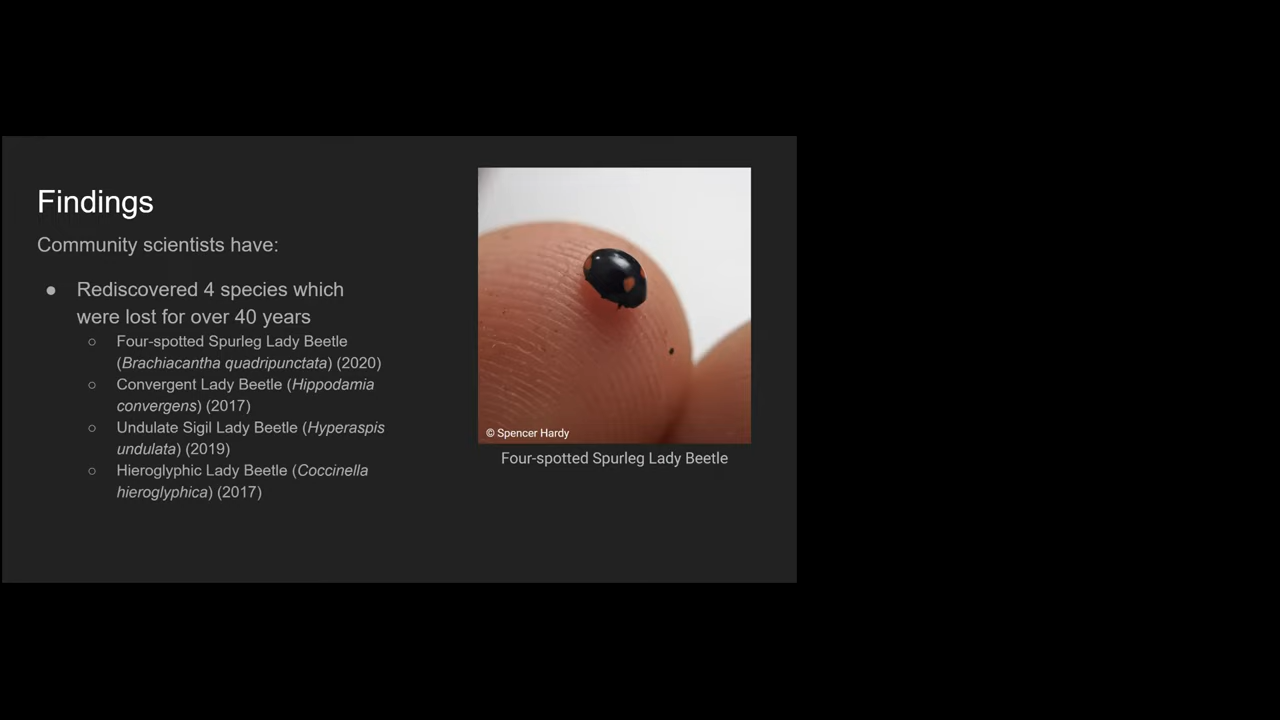 Findings
Community scientists have:
● Rediscovered 4 species which
were lost for over 40 years
○ Four-spotted Spurleg Lady Beetle
(Brachiacantha quadripunctata) (2020)
○ Convergent Lady Beetle (Hippodamia
convergens) (2017)
○ Undulate Sigil Lady Beetle (Hyperaspis
undulata) (2019)
○ Hieroglyphic Lady Beetle (Coccinella
hieroglyphica) (2017)
© Spencer Hardy
Four-spotted Spurleg Lady Beetle